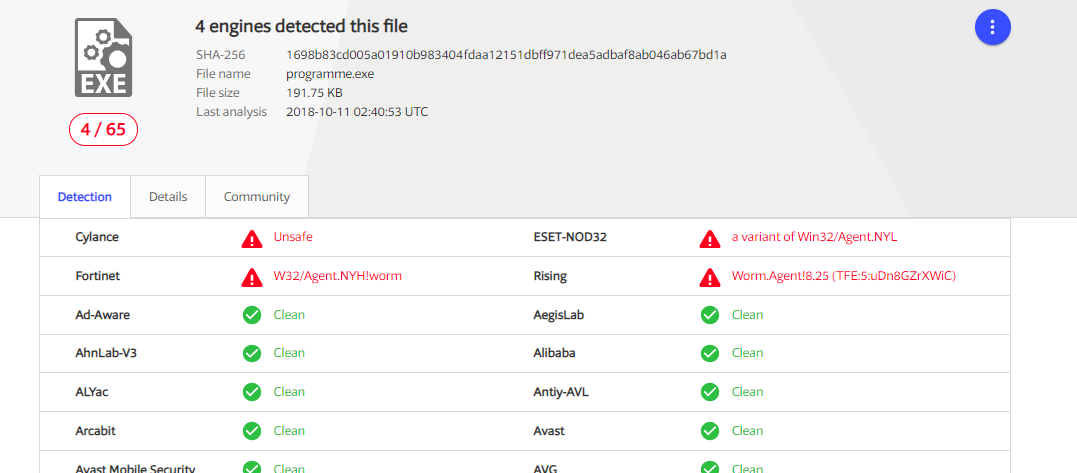 4 engines detected this file
SHA-256 1698b83cd005a01910b983404fdaa12151dbff971dea5adbaf8ab046ab67bd1a
File name programme.exe
File size 191.75 KB
Last analysis 2018-10-11 02:40:53 UTC
EXE
4 / 65
Detection Details Community
Cylance Unsafe ESET-NOD32 a variant of Win32/Agent.NYL
Fortinet W32/Agent.NYH!worm Rising Worm.Agent!8.25 (TFE:5:uDn8GZrXWiC)
Ad-Aware Clean AegisLab Clean
AhnLab-V3 Clean Alibaba Clean
ALYac Clean Antiy-AVL Clean
Arcabit Clean Avast Clean
Avast Mobile Security Clean AVG Clean